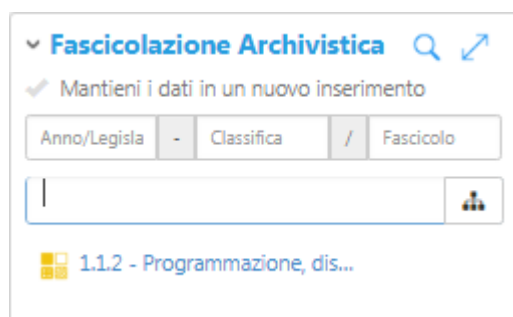 Fascicolazione Archivistica
Mantieni i dati in un nuovo inserimento
Anno/Legisla - Classifica / Fascicolo
1.1.2 - Programmazione, dis...